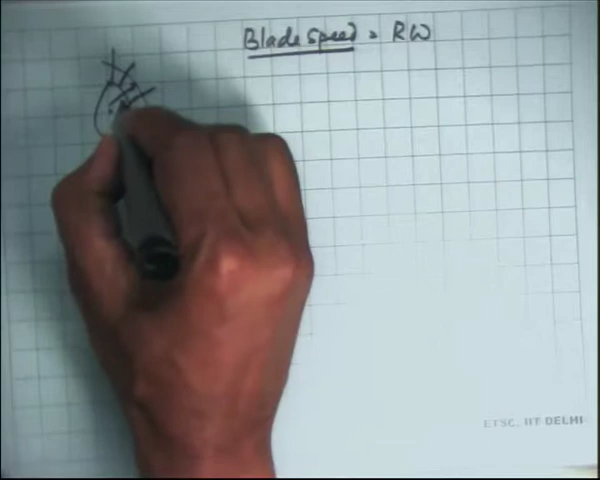 Blade Speed = RW
ETSC, IIT DELHI